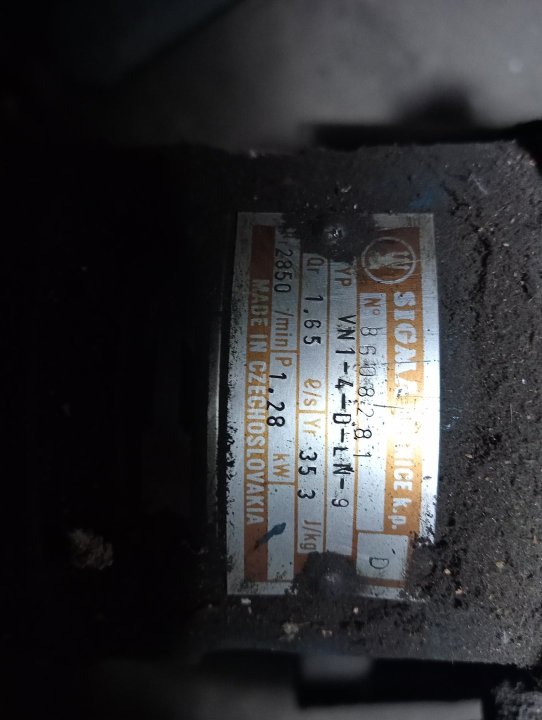 SIGMA
k.p.
Nº 8608281 D
TYP VN1-4-D-LN-9
Qr 1,65 ℓ/s Yr 353 J/kg
2850 /min P 1,28 kW
MADE IN CZECHOSLOVAKIA